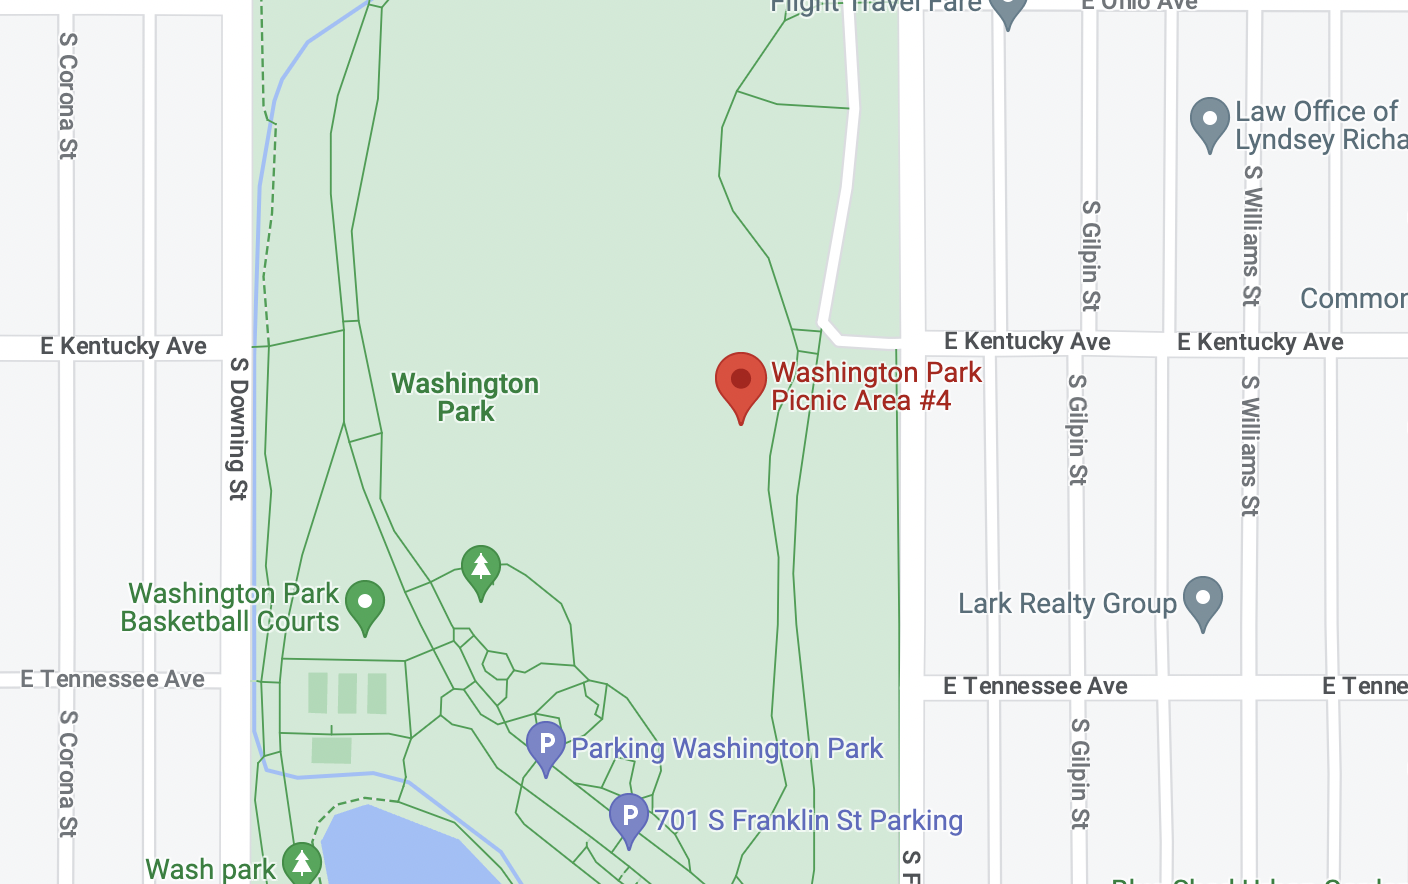 Flight Travel Fare
E Ohio Ave
S Corona St
Law Office of
Lyndsey Richa
S Williams St
S Gilpin St
Common
E Kentucky Ave
E Kentucky Ave
E Kentucky Ave
S Downing St
Washington
Park
Washington Park
Picnic Area #4
S Gilpin St
S Williams St
Washington Park
Basketball Courts
Lark Realty Group
E Tennessee Ave
E Tennessee Ave
E Tenne
S Corona St
S Gilpin St
P
Parking Washington Park
P
701 S Franklin St Parking
Wash park
S F